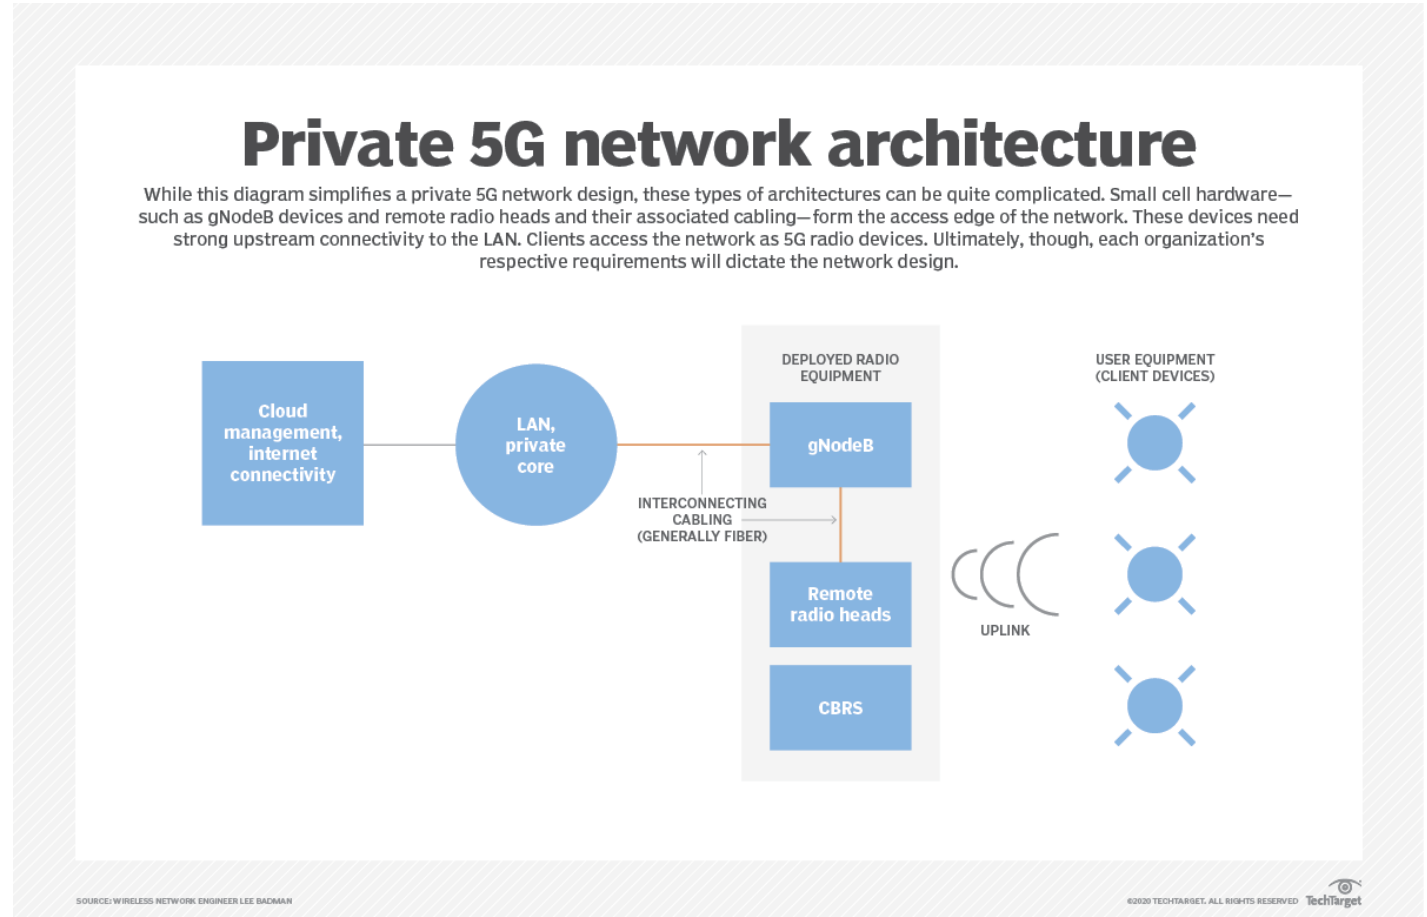 Private 5G network architecture
While this diagram simplifies a private 5G network design, these types of architectures can be quite complicated. Small cell hardware—
such as gNodeB devices and remote radio heads and their associated cabling—form the access edge of the network. These devices need
strong upstream connectivity to the LAN. Clients access the network as 5G radio devices. Ultimately, though, each organization's
respective requirements will dictate the network design.
Cloud
management,
internet
connectivity
LAN,
private
core
INTERCONNECTING
CABLING
(GENERALLY FIBER)
DEPLOYED RADIO
EQUIPMENT
gNodeB
Remote
radio heads
CBRS
UPLINK
USER EQUIPMENT
(CLIENT DEVICES)
SOURCE: WIRELESS NETWORK ENGINEER LEE BADMAN
©2020 TECHTARGET. ALL RIGHTS RESERVED
TechTarget